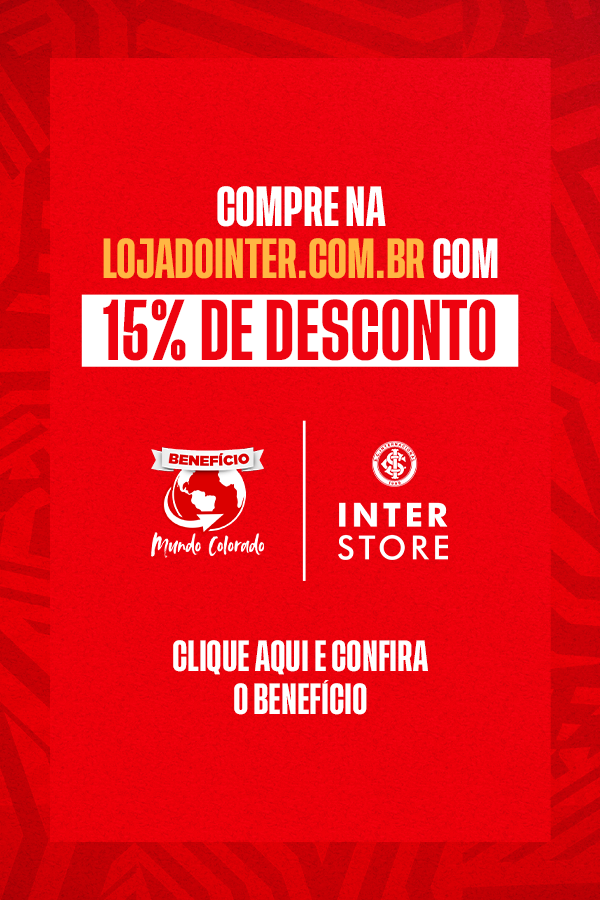 COMPRE NA
LOJADOINTER.COM.BR COM
15% DE DESCONTO
BENEFÍCIO
Mundo Colorado
INTER
STORE
CLIQUE AQUI E CONFIRA
O BENEFÍCIO